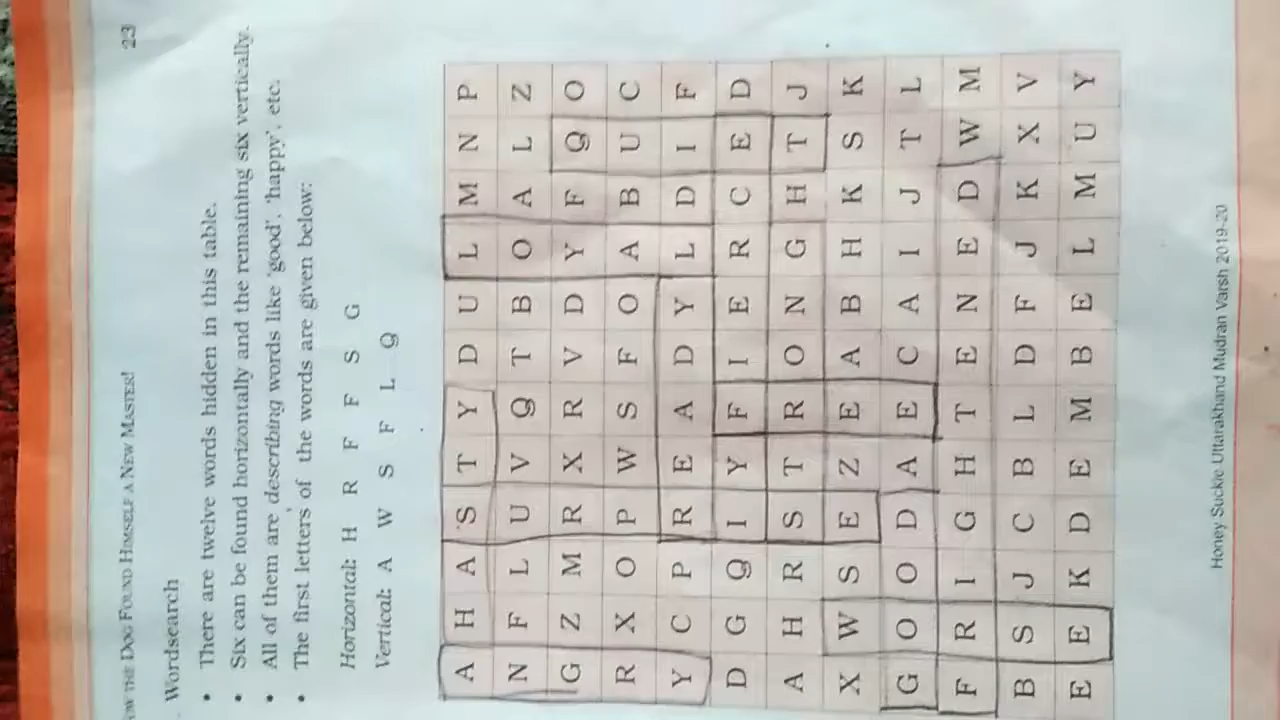 OW THE DOG FOUND HIMSELF A NEW MASTER! 23
Wordsearch
• There are twelve words hidden in this table.
• Six can be found horizontally and the remaining six vertically.
• All of them are describing words like 'good', 'happy', etc.
• The first letters of the words are given below:
Horizontal: H R F F S G
Vertical: A W S F L Q
A H A S T Y D U L M N P
N F L U V Q T B O A L Z
G Z M R X R V D Y F Q O
R X O P W S F O A B U C
Y C P R E A D Y L D I F
D G Q I Y F I E R C E D
A H R S T R O N G H T J
X W S E Z E A B H K S K
G O O D A E C A I J T L
F R I G H T E N E D W M
B S J C B L D F J K X V
E E K D E M B E L M U Y
Honey Suckle Uttarakhand Mudran Varsh 2019-20